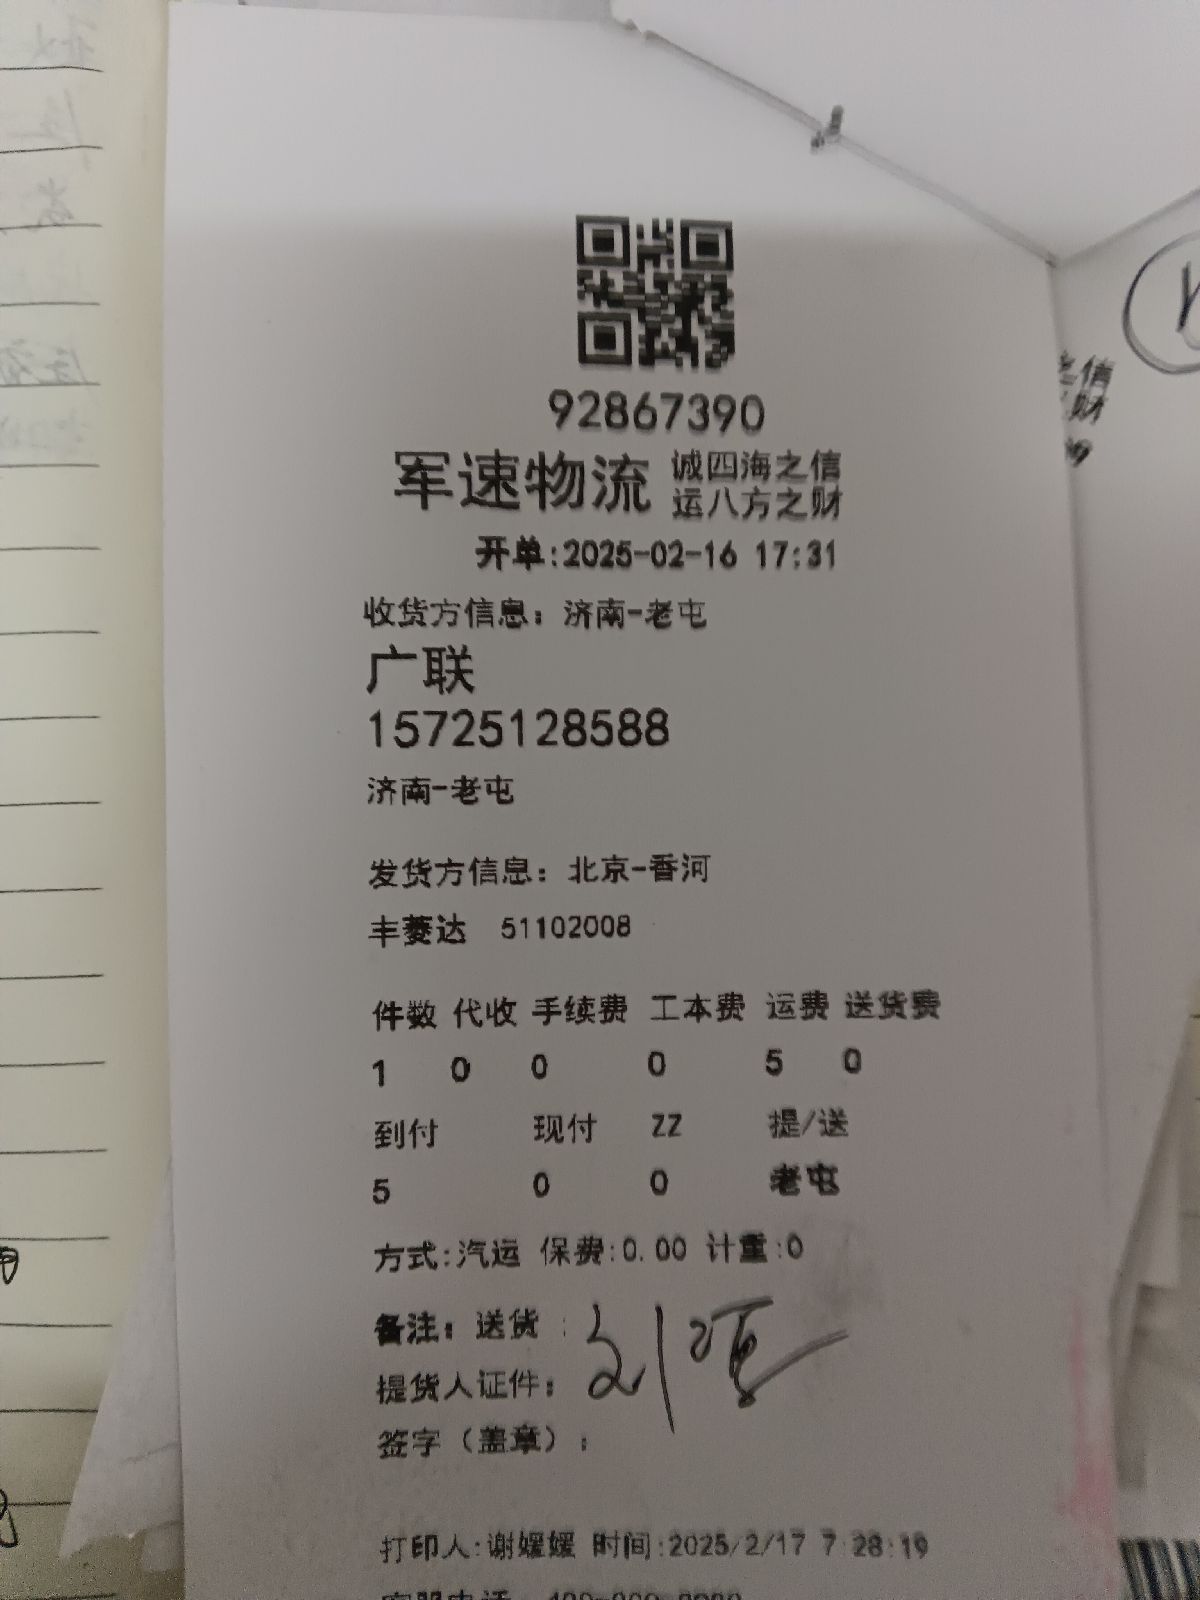 92867390
军速物流 诚四海之信
运八方之财
开单:2025-02-16 17:31
收货方信息：济南-老屯
广联
15725128588
济南-老屯
发货方信息：北京-香河
丰菱达 51102008
件数 代收 手续费 工本费 运费 送货费
1 0 0 0 5 0
到付 现付 ZZ 提/送
5 0 0 老屯
方式:汽运 保费:0.00 计重:0
备注：送货 :
提货人证件：
签字（盖章）：
打印人:谢媛媛 时间:2025/2/17 7:28:19
之信
财